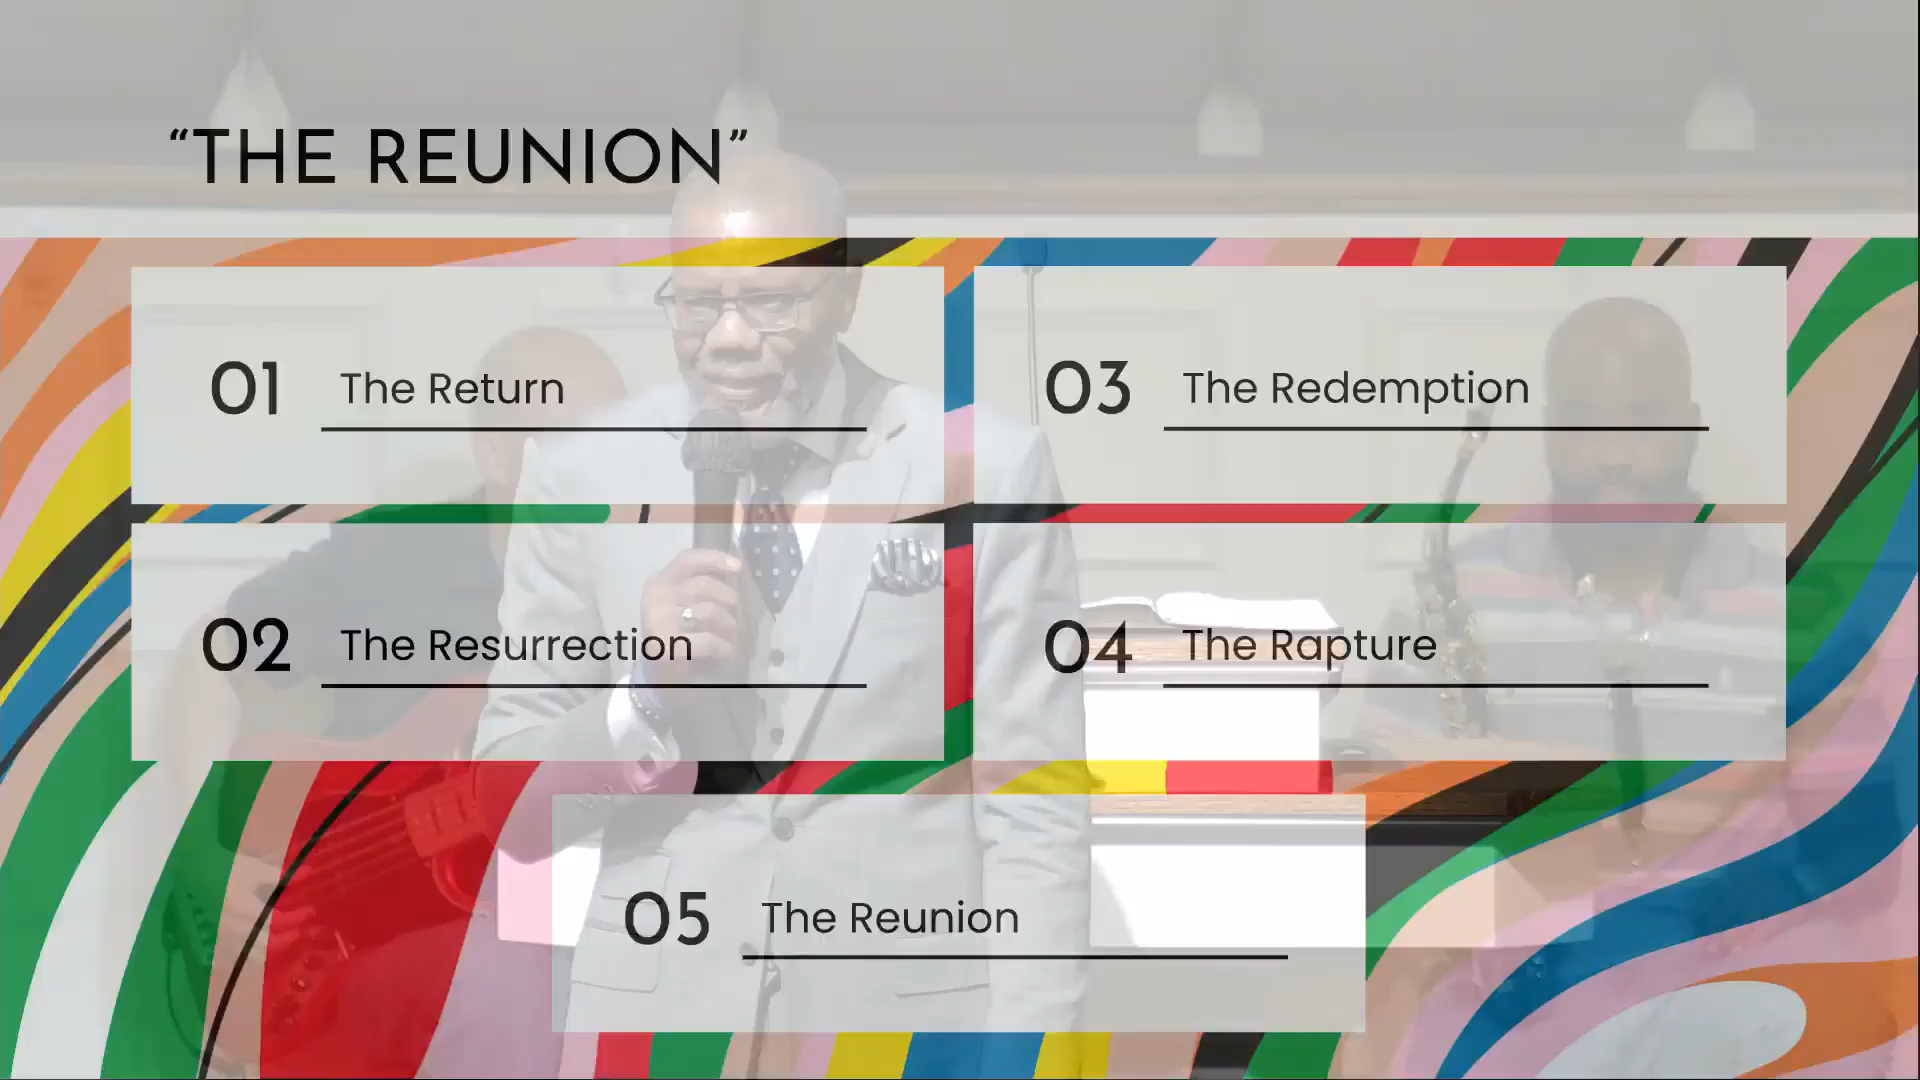 “THE REUNION”
01 The Return
02 The Resurrection
03 The Redemption
04 The Rapture
05 The Reunion